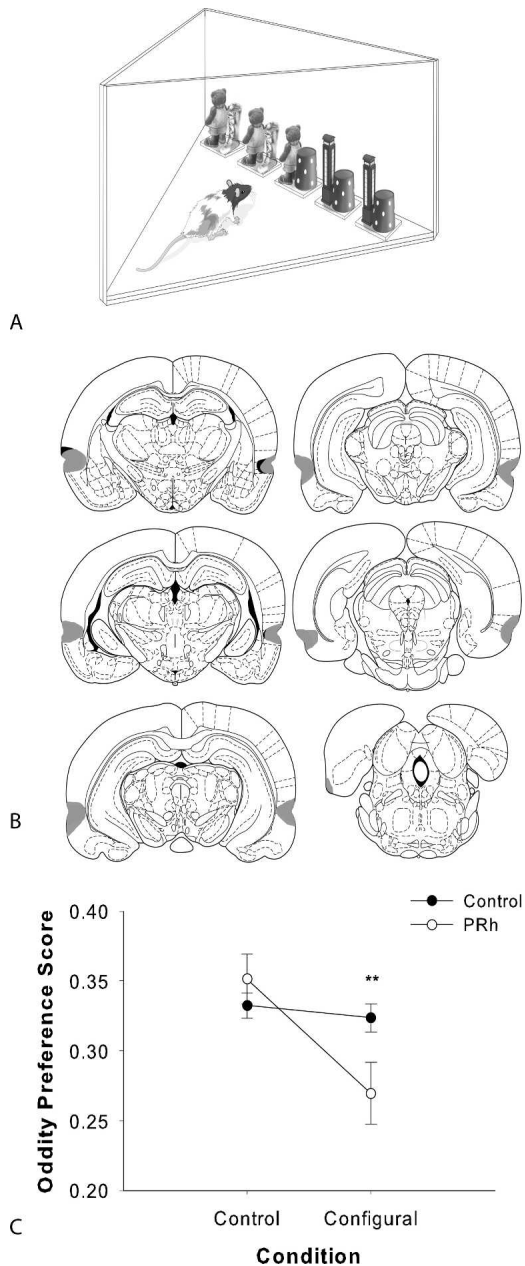 A
B
Control
PRh
0.40
0.35
0.30
0.25
0.20
**
Oddity Preference Score
Control Configural
Condition
C